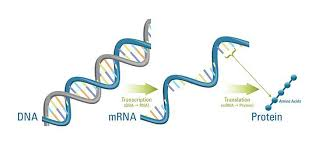 DNA
Transcription
(DNA → RNA)
mRNA
Translation
(mRNA → Protein)
Amino Acids
Protein